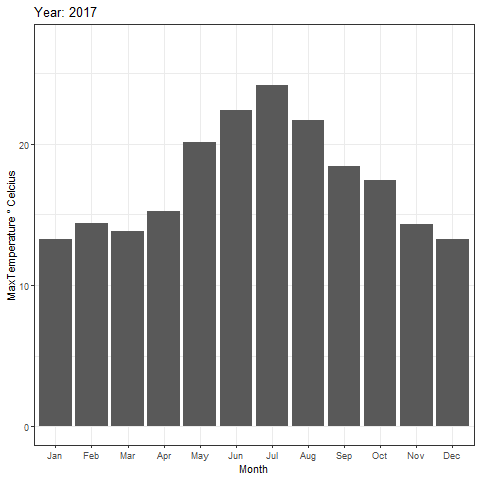 Year: 2017
MaxTemperature " Celcius
20
10
0
Jan Feb Mar Apr May Jun Jul Aug Sep Oct Nov Dec
Month